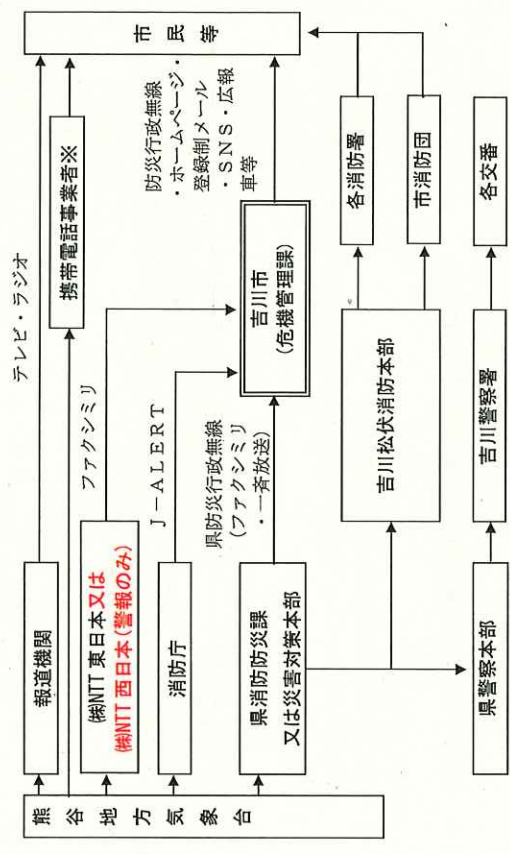 熊谷地方気象台
報道機関
㈱NTT 東日本又は
㈱NTT 西日本（警報のみ）
消防庁
県消防防災課
又は災害対策本部
県警察本部
テレビ・ラジオ
ファクシミリ
J－ALERT
県防災行政無線
（ファクシミリ
・一斉放送）
携帯電話事業者※
吉川市
（危機管理課）
吉川松伏消防本部
吉川警察署
防災行政無線
・ホームページ・
登録制メール
・SNS・広報
車等
各消防署
市消防団
各交番
市民等